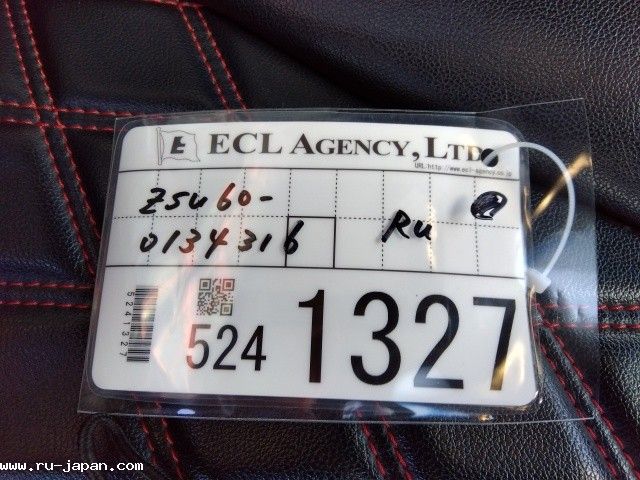 E ECL AGENCY, LTD.
URL:http://www.ecl-agency.co.jp
ZSU60-
0134316
RU
5241327
524 1327
www.ru-japan.com